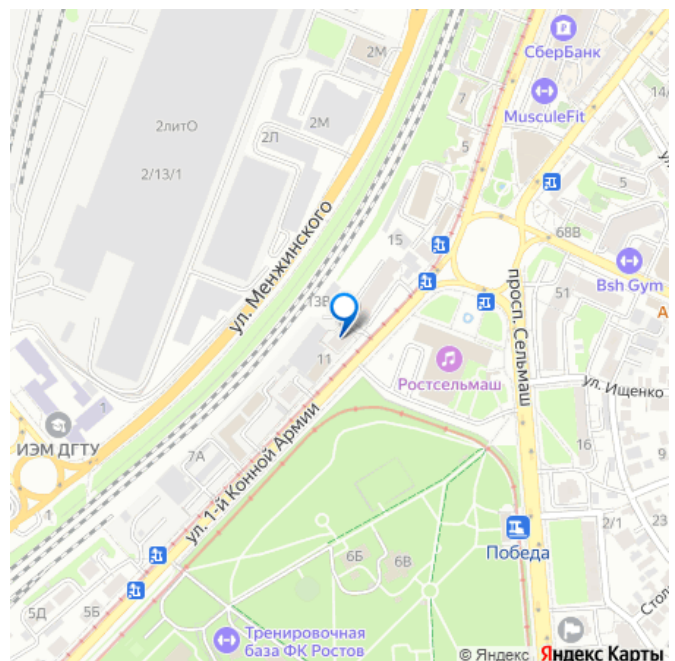 2М
СберБанк
MusculeFit
7
14/
2литО
2Л
2М
5
2/13/1
5
ул. Менжинского
15
68В
Bsh Gym
просп. Сельмаш
51
13В
11
Ростсельмаш
ул. Ищенко
1
ИЭМ ДГТУ
7А
ул. 1-й Конной Армии
16
9
1
2/1
23
Победа
6Б
6В
5Д
5Б
Тренировочная
база ФК Ростов
© Яндекс
Яндекс Карты